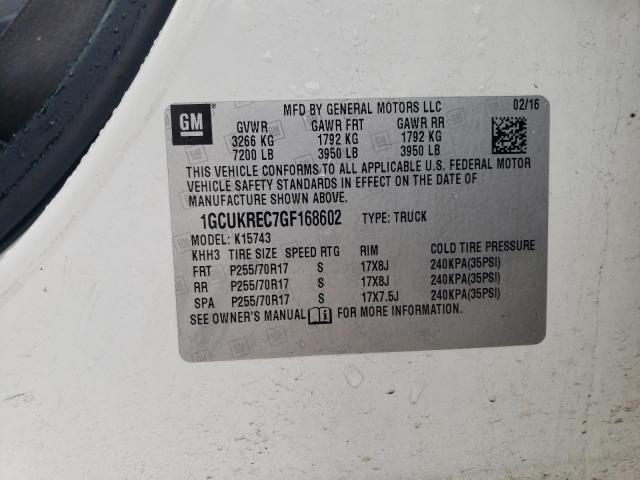 GM
MFD BY GENERAL MOTORS LLC 02/16
GVWR GAWR FRT GAWR RR
3266 KG 1792 KG 1792 KG
7200 LB 3950 LB 3950 LB
THIS VEHICLE CONFORMS TO ALL APPLICABLE U.S. FEDERAL MOTOR
VEHICLE SAFETY STANDARDS IN EFFECT ON THE DATE OF
MANUFACTURE SHOWN ABOVE.
1GCUKREC7GF168602 TYPE: TRUCK
MODEL: K15743
KHH3 TIRE SIZE SPEED RTG RIM COLD TIRE PRESSURE
FRT P255/70R17 S 17X8J 240KPA(35PSI)
RR P255/70R17 S 17X8J 240KPA(35PSI)
SPA P255/70R17 S 17X7.5J 240KPA(35PSI)
SEE OWNER'S MANUAL FOR MORE INFORMATION.